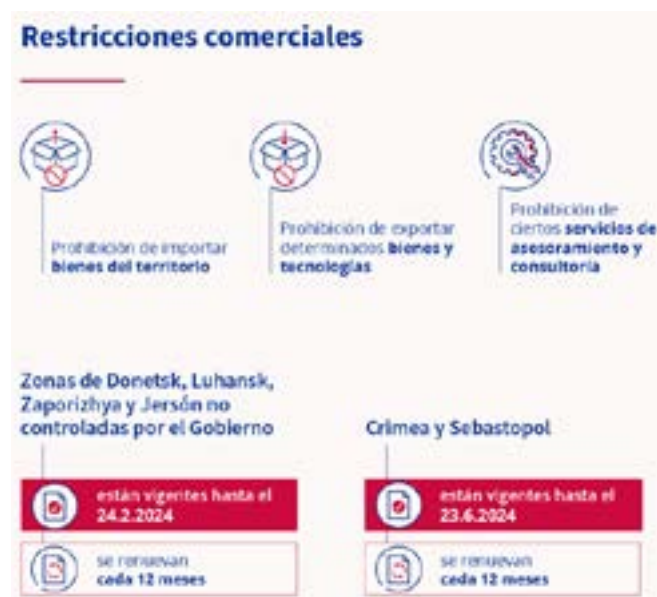 Restricciones comerciales
Prohibición de importar
bienes del territorio
Prohibición de exportar
determinados bienes y
tecnologías
Prohibición de
ciertos servicios de
asesoramiento y
consultoría
Zonas de Donetsk, Luhansk,
Zaporizhya y Jersón no
controladas por el Gobierno
están vigentes hasta el
24.2.2024
se renuevan
cada 12 meses
Crimea y Sebastopol
están vigentes hasta el
23.6.2024
se renuevan
cada 12 meses